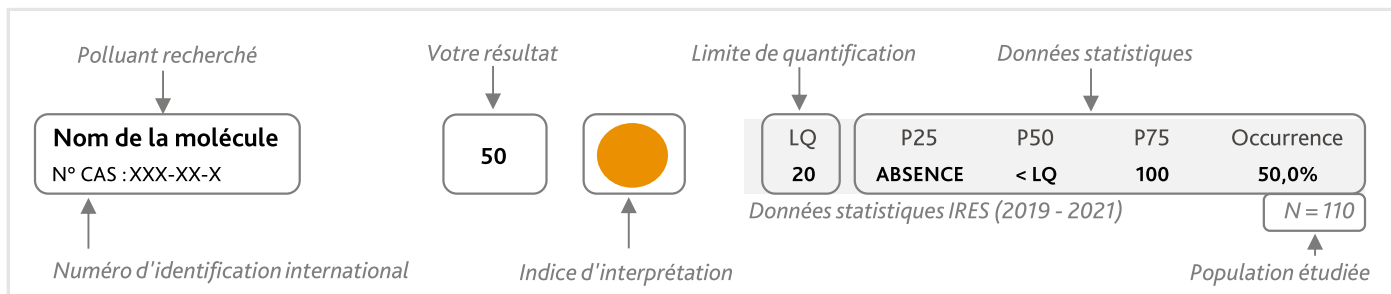 Polluant recherché
Votre résultat
Limite de quantification
Données statistiques
Nom de la molécule
N° CAS : XXX-XX-X
50
LQ
P25
P50
P75
Occurrence
20
ABSENCE
< LQ
100
50,0%
Données statistiques IRES (2019 - 2021)
N = 110
Numéro d'identification international
Indice d'interprétation
Population étudiée